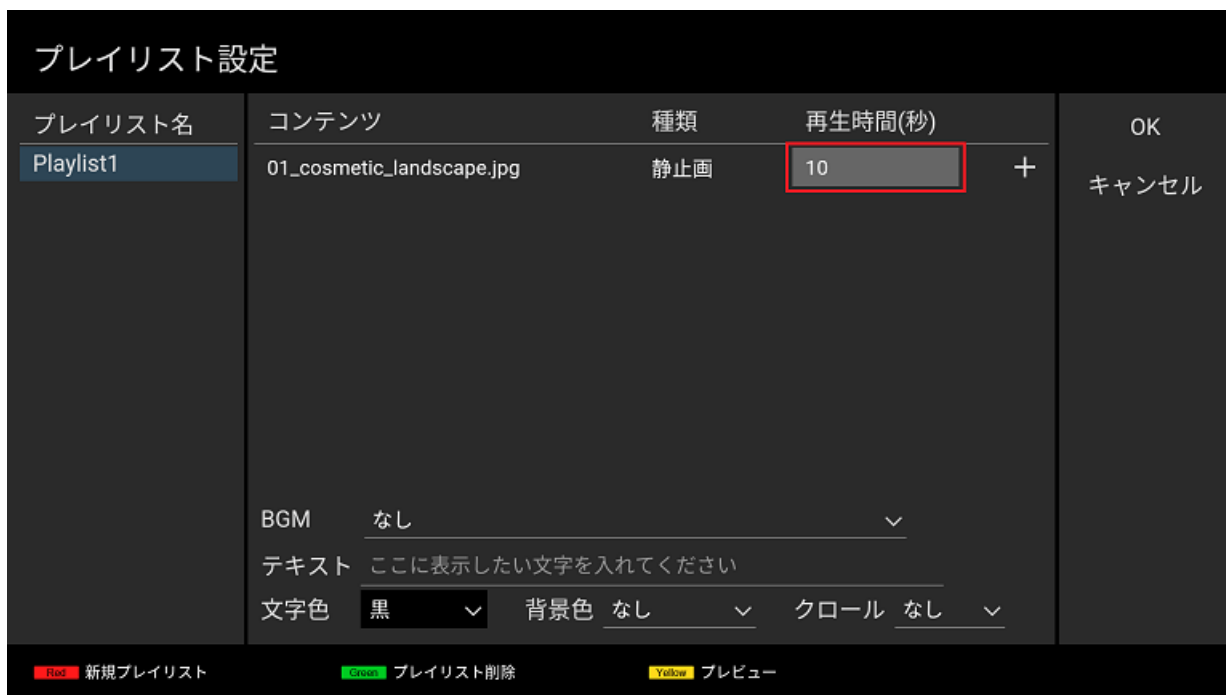 プレイリスト設定
プレイリスト名 コンテンツ 種類 再生時間(秒) OK
Playlist1 01_cosmetic_landscape.jpg 静止画 10 +
キャンセル
BGM なし
テキスト ここに表示したい文字を入れてください
文字色 黒 背景色 なし クロール なし
Red 新規プレイリスト Green プレイリスト削除 Yellow プレビュー